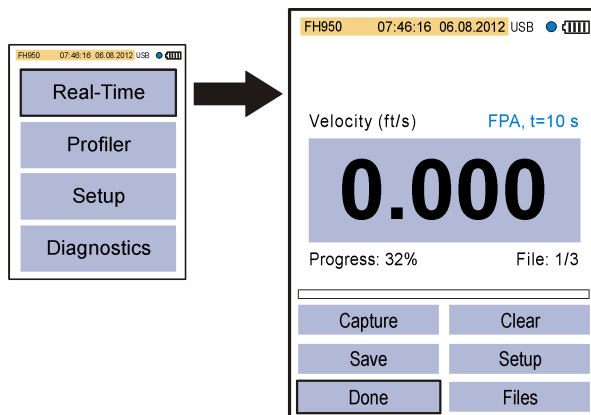 FH950 07:46:16 06.08.2012 USB
Real-Time
Profiler
Setup
Diagnostics
FH950 07:46:16 06.08.2012 USB
Velocity (ft/s) FPA, t=10 s
0.000
Progress: 32% File: 1/3
Capture Clear
Save Setup
Done Files